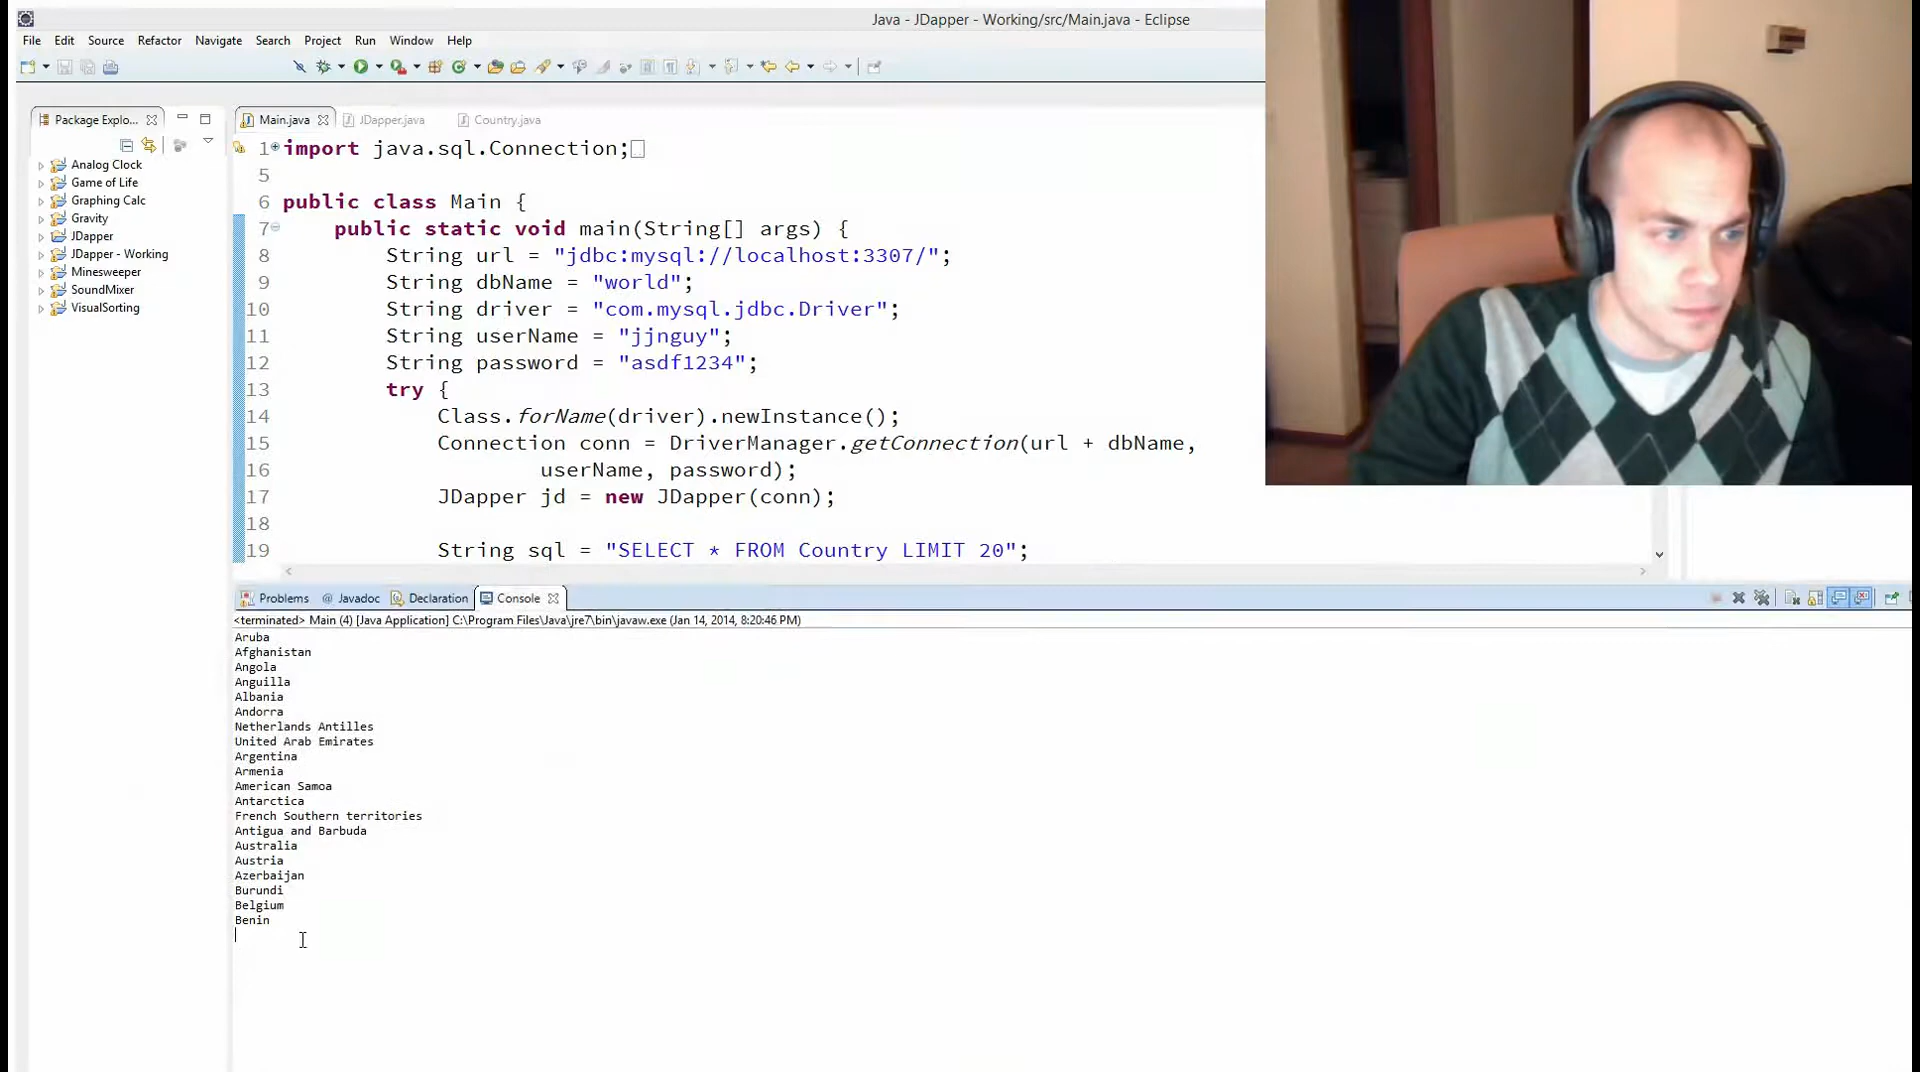 Java - JDapper - Working/src/Main.java - Eclipse
File Edit Source Refactor Navigate Search Project Run Window Help
Package Explo...
Main.java JDapper.java Country.java
Analog Clock
Game of Life
Graphing Calc
Gravity
JDapper
JDapper - Working
Minesweeper
SoundMixer
VisualSorting
1 import java.sql.Connection;
5
6 public class Main {
7 public static void main(String[] args) {
8 String url = "jdbc:mysql://localhost:3307/";
9 String dbName = "world";
10 String driver = "com.mysql.jdbc.Driver";
11 String userName = "jjnguy";
12 String password = "asdf1234";
13 try {
14 Class.forName(driver).newInstance();
15 Connection conn = DriverManager.getConnection(url + dbName,
16 userName, password);
17 JDapper jd = new JDapper(conn);
18
19 String sql = "SELECT * FROM Country LIMIT 20";
Problems @ Javadoc Declaration Console
<terminated> Main (4) [Java Application] C:\Program Files\Java\jre7\bin\javaw.exe (Jan 14, 2014, 8:20:46 PM)
Aruba
Afghanistan
Angola
Anguilla
Albania
Andorra
Netherlands Antilles
United Arab Emirates
Argentina
Armenia
American Samoa
Antarctica
French Southern territories
Antigua and Barbuda
Australia
Austria
Azerbaijan
Burundi
Belgium
Benin